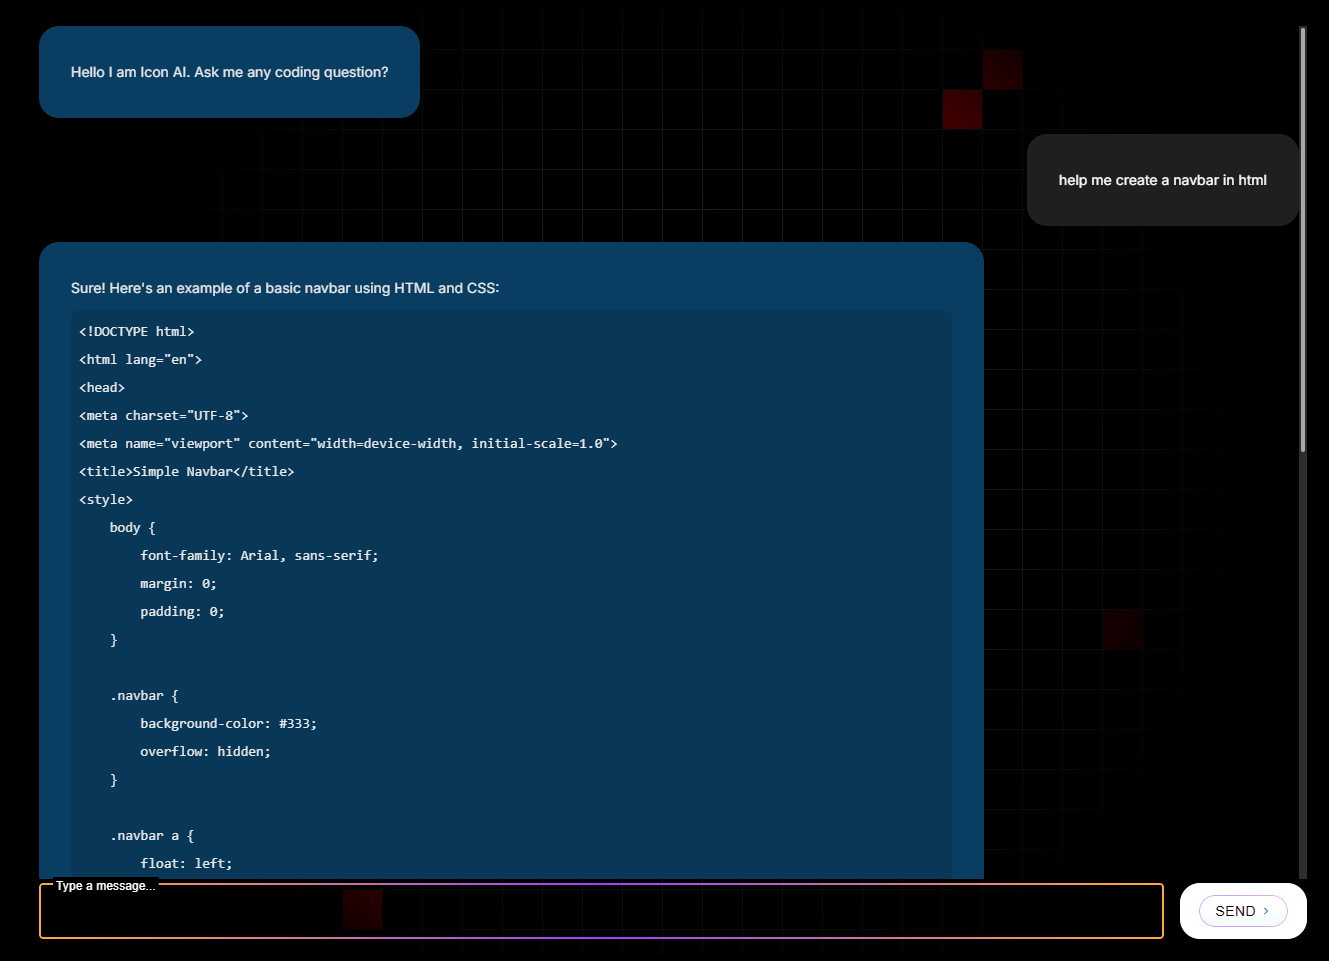 Hello I am Icon AI. Ask me any coding question?
help me create a navbar in html
Sure! Here's an example of a basic navbar using HTML and CSS:
<!DOCTYPE html>
<html lang="en">
<head>
<meta charset="UTF-8">
<meta name="viewport" content="width=device-width, initial-scale=1.0">
<title>Simple Navbar</title>
<style>
    body {
        font-family: Arial, sans-serif;
        margin: 0;
        padding: 0;
    }

    .navbar {
        background-color: #333;
        overflow: hidden;
    }

    .navbar a {
        float: left;
Type a message...
SEND